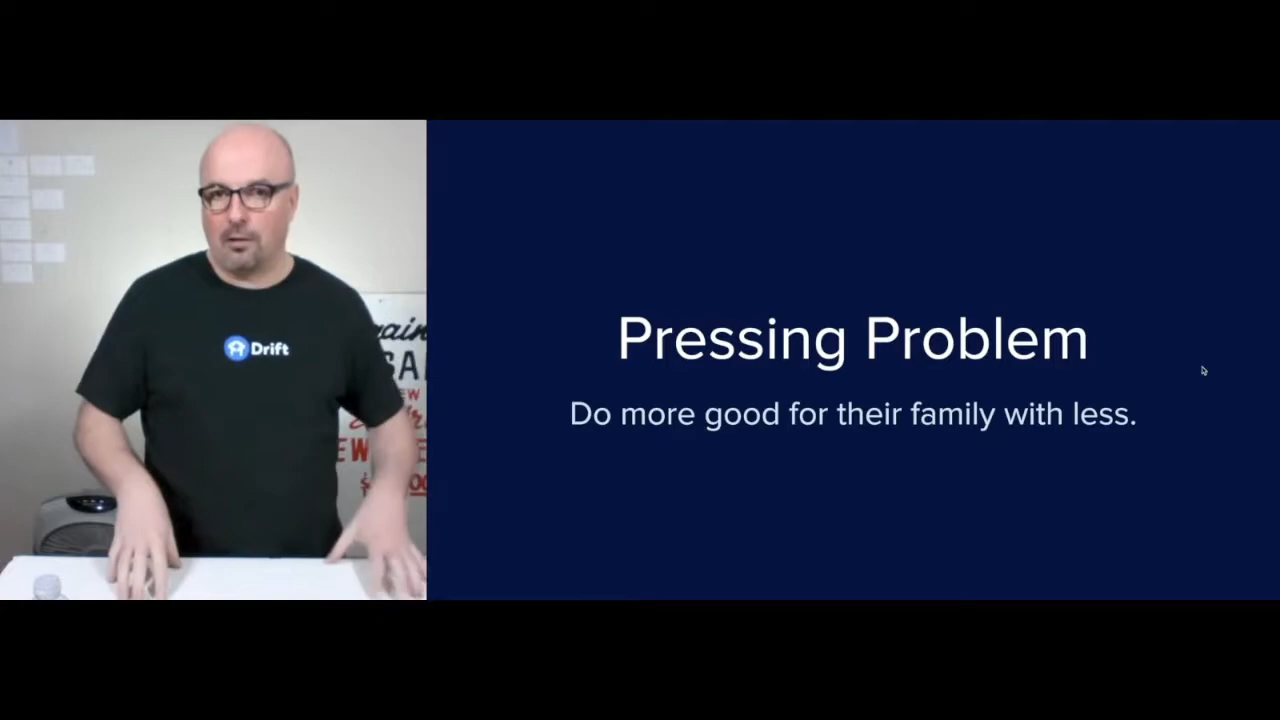 Drift
Pressing Problem
Do more good for their family with less.